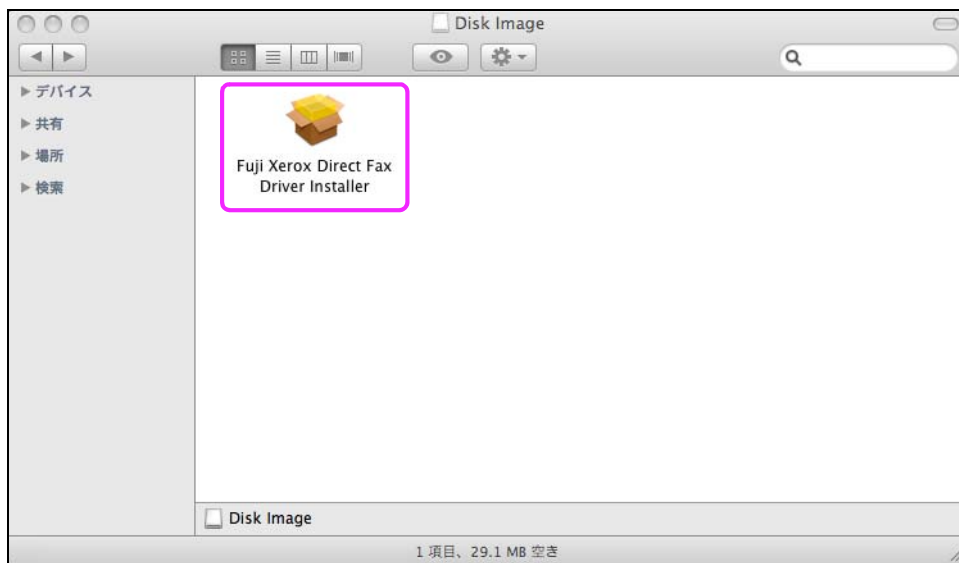 Disk Image
デバイス
共有
場所
検索
Fuji Xerox Direct Fax
Driver Installer
Disk Image
1 項目、29.1 MB 空き